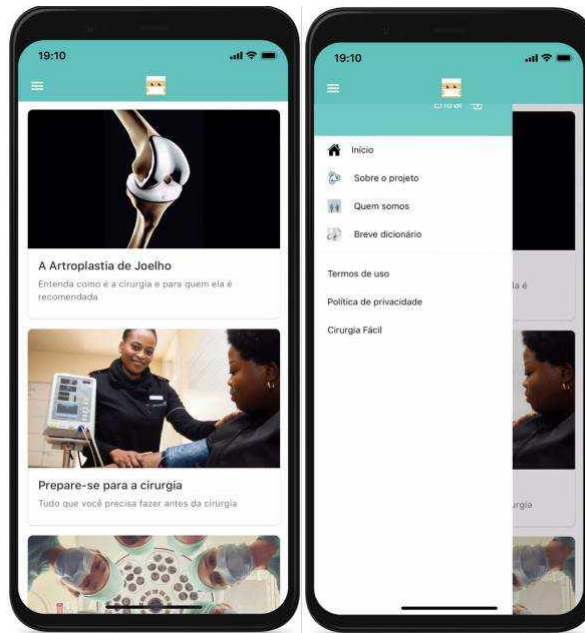 19:10
A Artroplastia de Joelho
Entenda como é a cirurgia e para quem ela é
recomendada
Prepare-se para a cirurgia
Tudo que você precisa fazer antes da cirurgia
19:10
Entrar
Início
Sobre o projeto
Quem somos
Breve dicionário
Termos de uso
Política de privacidade
Cirurgia Fácil
la é
urgia